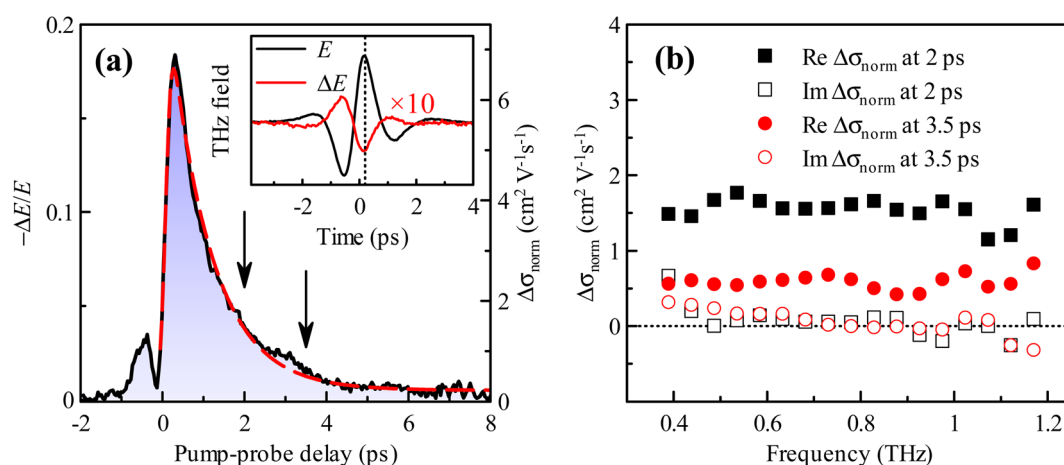 (a)
E
ΔE
×10
THz field
-2 0 2 4
Time (ps)
0.2
0.1
0
−ΔE/E
6
4
2
0
Δσnorm (cm² V⁻¹s⁻¹)
-2 0 2 4 6 8
Pump-probe delay (ps)
(b)
Re Δσnorm at 2 ps
Im Δσnorm at 2 ps
Re Δσnorm at 3.5 ps
Im Δσnorm at 3.5 ps
4
3
2
1
0
Δσnorm (cm² V⁻¹s⁻¹)
0.4 0.6 0.8 1 1.2
Frequency (THz)